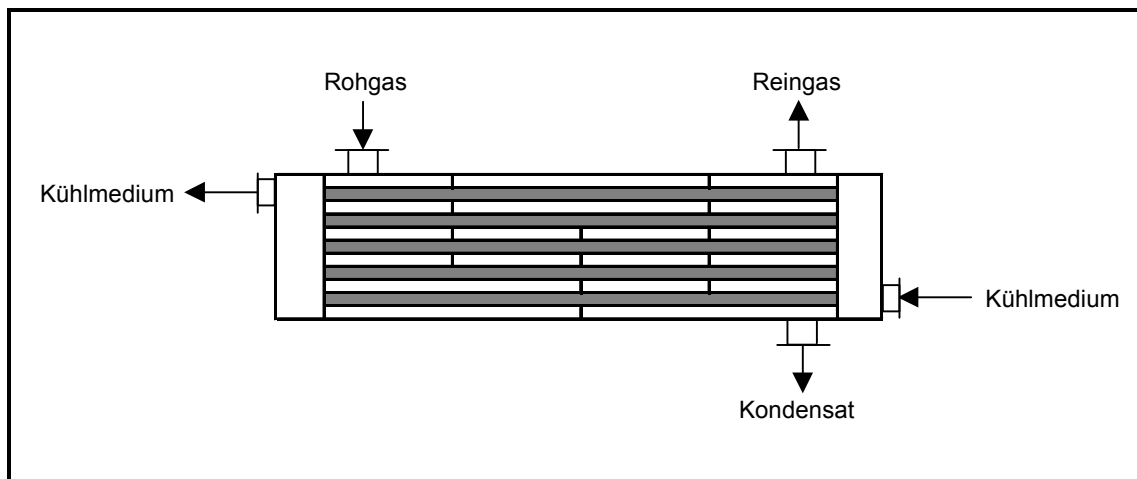 Rohgas
Reingas
Kühlmedium
Kühlmedium
Kondensat